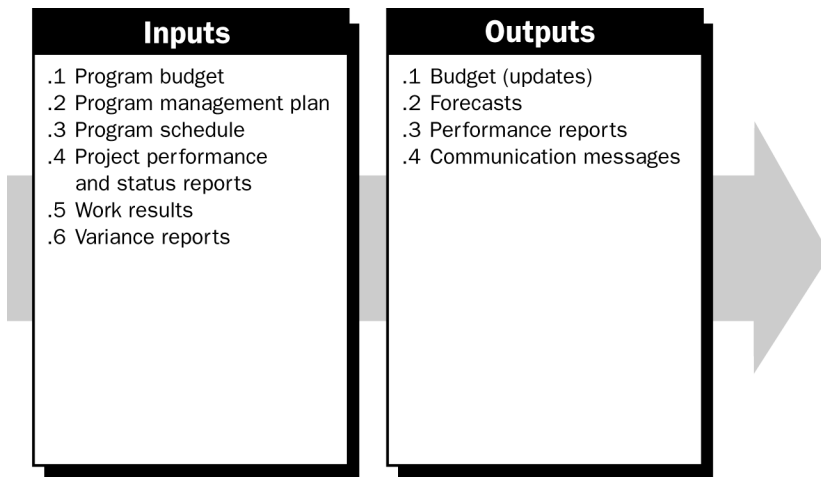 Inputs
.1 Program budget
.2 Program management plan
.3 Program schedule
.4 Project performance
and status reports
.5 Work results
.6 Variance reports
Outputs
.1 Budget (updates)
.2 Forecasts
.3 Performance reports
.4 Communication messages